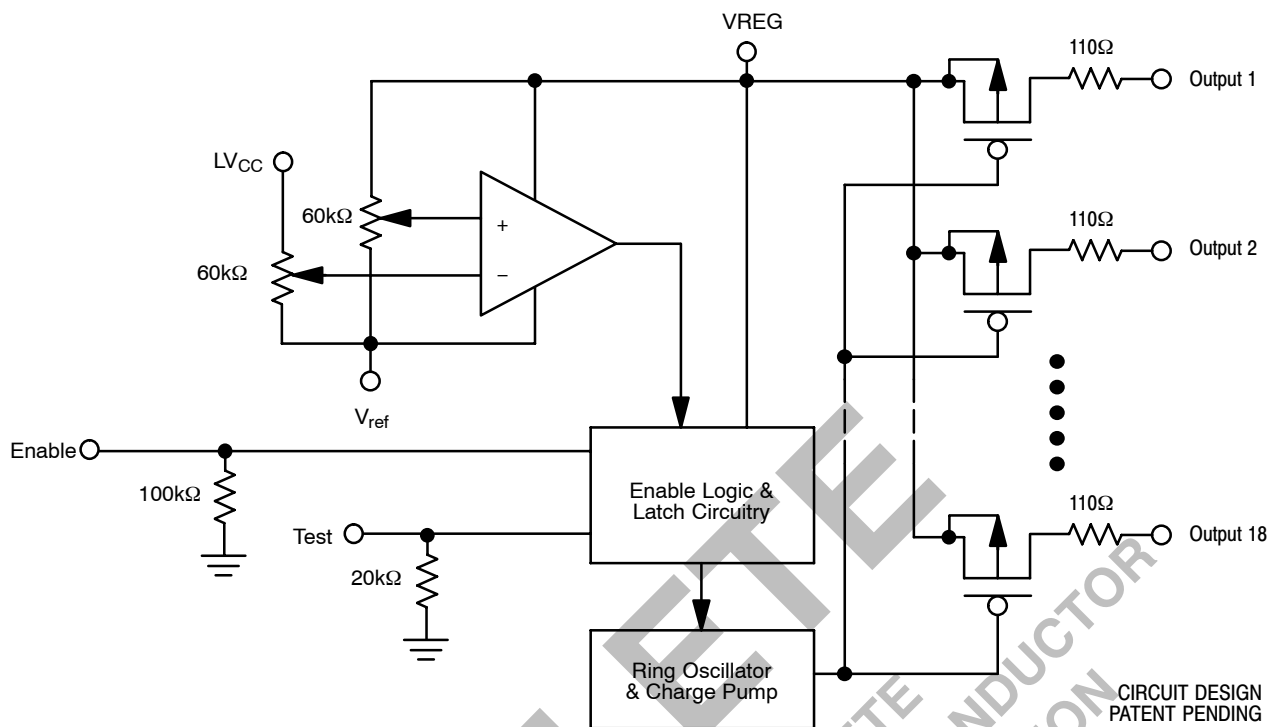 VREG
110Ω
Output 1
LVCC
60kΩ
+
60kΩ
−
110Ω
Output 2
Vref
Enable
100kΩ
Enable Logic &
Latch Circuitry
Test
20kΩ
110Ω
Output 18
Ring Oscillator
& Charge Pump
CIRCUIT DESIGN
PATENT PENDING